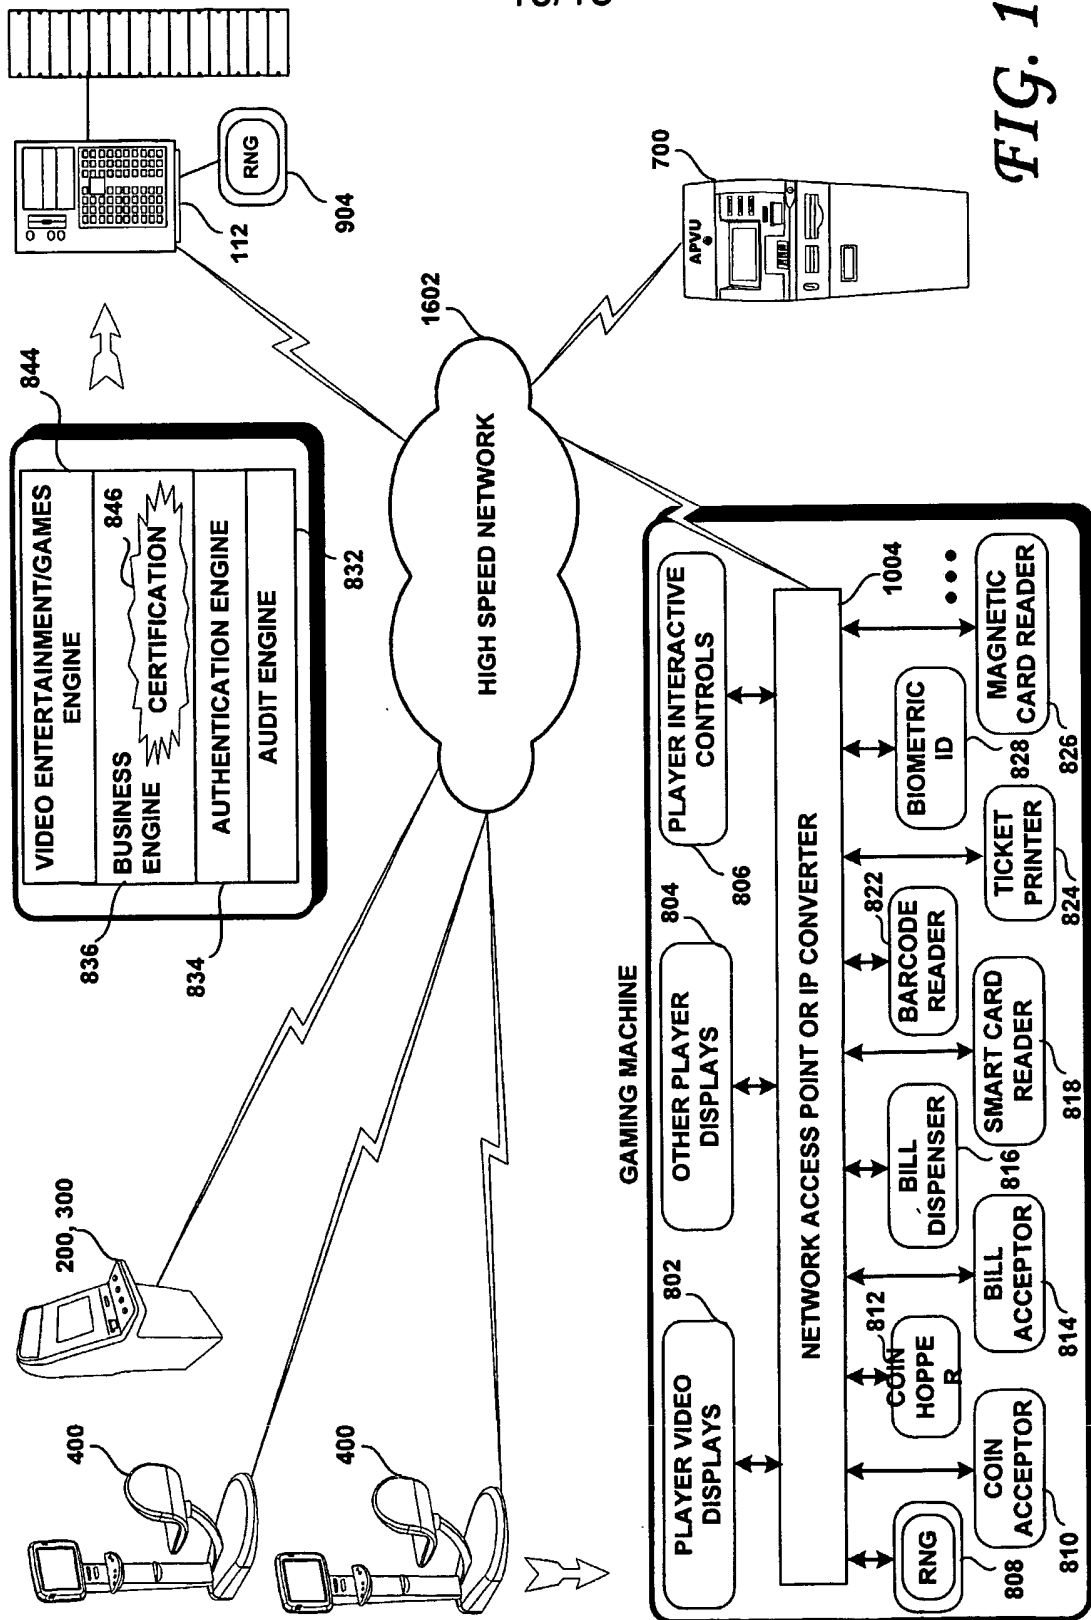 16/16
FIG. 1
VIDEO ENTERTAINMENT/GAMES
ENGINE
844
BUSINESS
ENGINE
CERTIFICATION
846
AUTHENTICATION ENGINE
AUDIT ENGINE
836
834
832
RNG
112
904
1602
HIGH SPEED NETWORK
APVU
700
200, 300
400
400
GAMING MACHINE
PLAYER VIDEO
DISPLAYS
802
OTHER PLAYER
DISPLAYS
804
PLAYER INTERACTIVE
CONTROLS
806
NETWORK ACCESS POINT OR IP CONVERTER
1004
RNG
808
COIN
ACCEPTOR
810
COIN
HOPPE
R
812
BILL
ACCEPTOR
814
BILL
DISPENSER
816
SMART CARD
READER
818
BARCODE
READER
822
TICKET
PRINTER
824
BIOMETRIC
ID
828
MAGNETIC
CARD READER
826